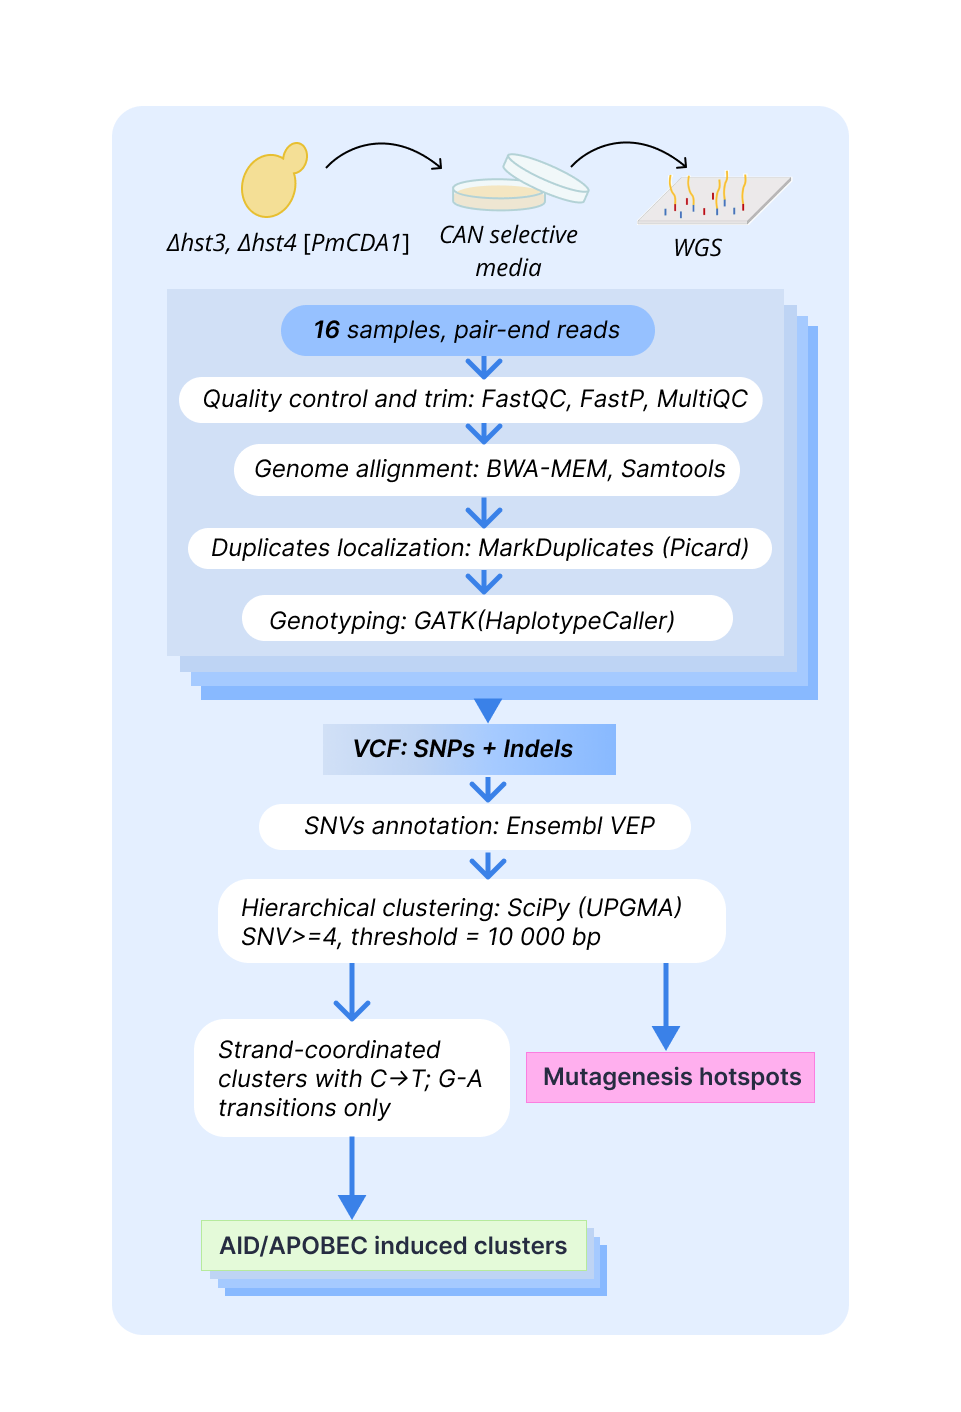 Δhst3, Δhst4 [PmCDA1]
CAN selective
media
WGS
16 samples, pair-end reads
Quality control and trim: FastQC, FastP, MultiQC
Genome allignment: BWA-MEM, Samtools
Duplicates localization: MarkDuplicates (Picard)
Genotyping: GATK(HaplotypeCaller)
VCF: SNPs + Indels
SNVs annotation: Ensembl VEP
Hierarchical clustering: SciPy (UPGMA)
SNV>=4, threshold = 10 000 bp
Strand-coordinated
clusters with C→T; G-A
transitions only
Mutagenesis hotspots
AID/APOBEC induced clusters